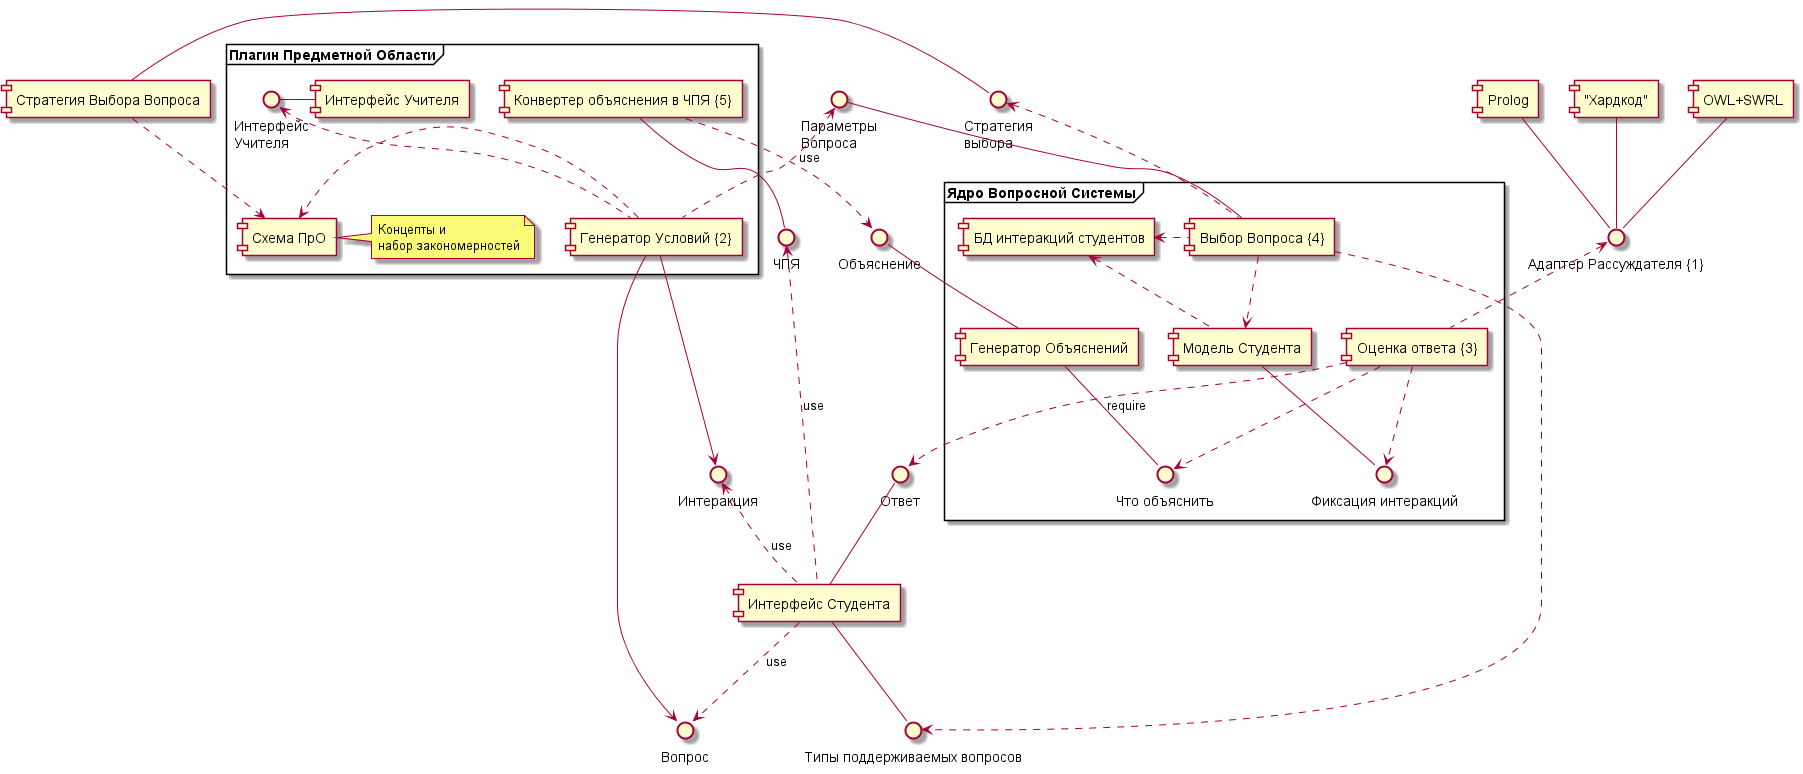 Плагин Предметной Области
Стратегия Выбора Вопроса
Интерфейс Учителя
Конвертер объяснения в ЧПЯ {5}
Prolog
"Хардкод"
OWL+SWRL
Интерфейс
Учителя
Параметры
Вопроса
Стратегия
выбора
use
Ядро Вопросной Системы
Схема ПрО
Концепты и
набор закономерностей
Генератор Условий {2}
ЧПЯ
Объяснение
БД интеракций студентов
Выбор Вопроса {4}
Адаптер Рассуждателя {1}
Генератор Объяснений
Модель Студента
Оценка ответа {3}
use
require
Интеракция
Ответ
Что объяснить
Фиксация интеракций
use
Интерфейс Студента
use
Вопрос
Типы поддерживаемых вопросов